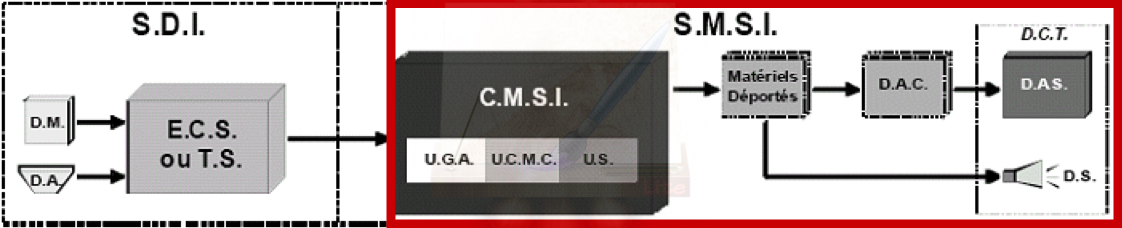 S.D.I.
D.M.
D.A.
E.C.S.
ou T.S.
S.M.S.I.
C.M.S.I.
U.G.A. U.C.M.C. U.S.
Matériels
Déportés
D.A.C.
D.C.T.
D.A.S.
D.S.